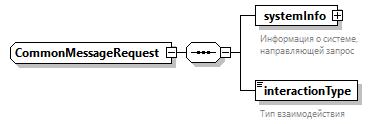 systemInfo
Информация о системе,
направляющей запрос
CommonMessageRequest
interactionType
Тип взаимодействия